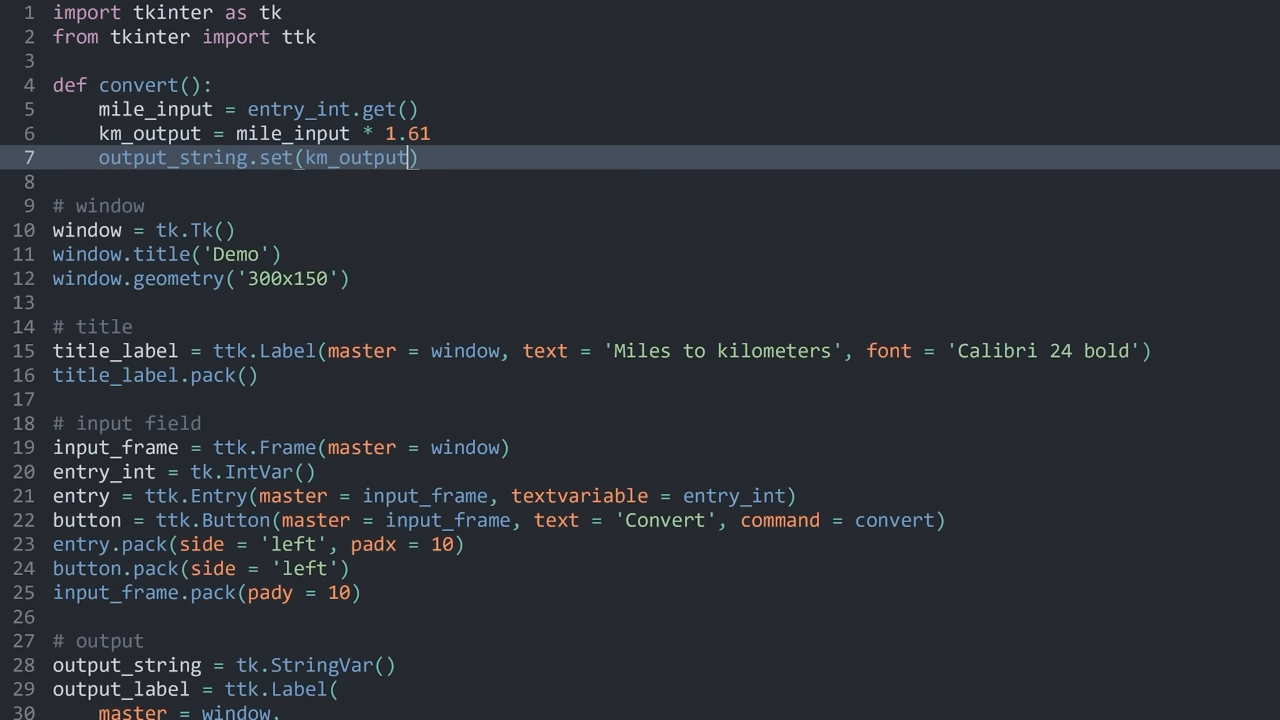 1 import tkinter as tk
2 from tkinter import ttk
3
4 def convert():
5     mile_input = entry_int.get()
6     km_output = mile_input * 1.61
7     output_string.set(km_output)
8
9 # window
10 window = tk.Tk()
11 window.title('Demo')
12 window.geometry('300x150')
13
14 # title
15 title_label = ttk.Label(master = window, text = 'Miles to kilometers', font = 'Calibri 24 bold')
16 title_label.pack()
17
18 # input field
19 input_frame = ttk.Frame(master = window)
20 entry_int = tk.IntVar()
21 entry = ttk.Entry(master = input_frame, textvariable = entry_int)
22 button = ttk.Button(master = input_frame, text = 'Convert', command = convert)
23 entry.pack(side = 'left', padx = 10)
24 button.pack(side = 'left')
25 input_frame.pack(pady = 10)
26
27 # output
28 output_string = tk.StringVar()
29 output_label = ttk.Label(
30     master = window,